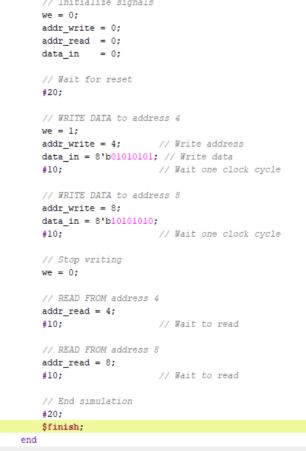 // Initialize signals
we = 0;
addr_write = 0;
addr_read  = 0;
data_in    = 0;
// Wait for reset
#20;
// WRITE DATA to address 4
we = 1;
addr_write = 4;      // Write address
data_in = 8'b01010101; // Write data
#10;                 // Wait one clock cycle
// WRITE DATA to address 8
addr_write = 8;
data_in = 8'b10101010;
#10;                 // Wait one clock cycle
// Stop writing
we = 0;
// READ FROM address 4
addr_read = 4;
#10;                 // Wait to read
// READ FROM address 8
addr_read = 8;
#10;                 // Wait to read
// End simulation
#20;
$finish;
end